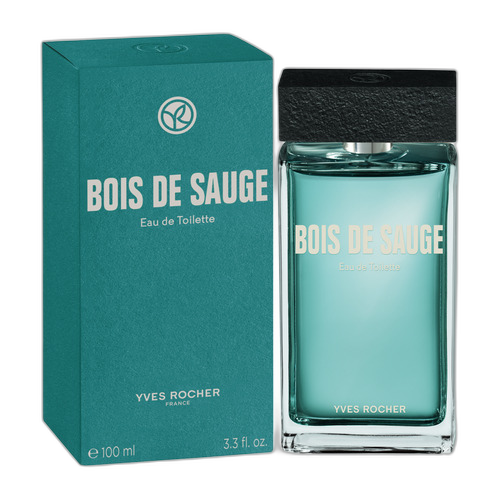 BOIS DE SAUGE
Eau de Toilette
YVES ROCHER
FRANCE
e 100 ml
3.3 fl. oz.
BOIS DE SAUGE
Eau de Toilette
YVES ROCHER